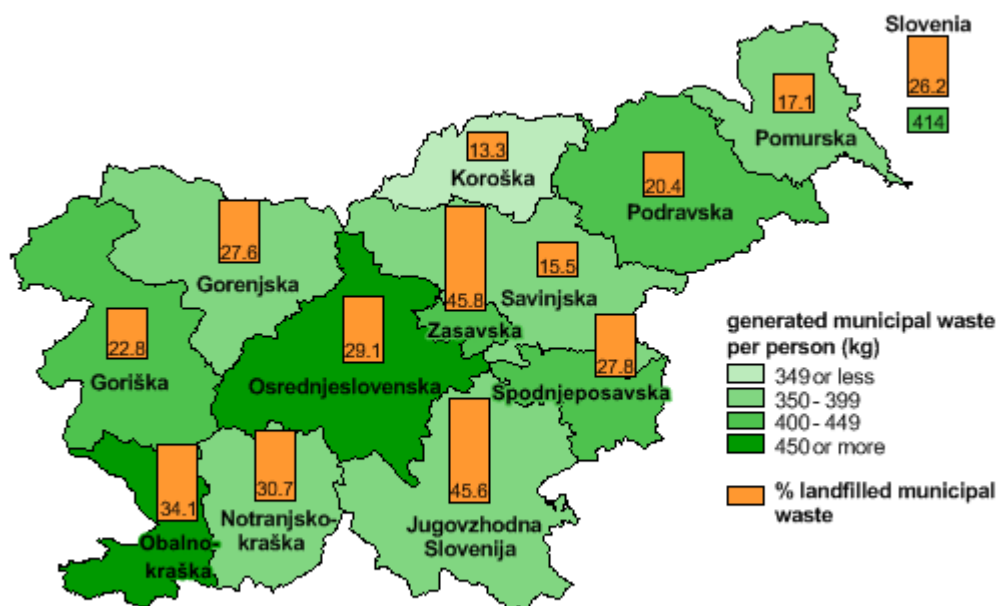 Slovenia
26.2
414
17.1
Pomurska
13.3
Koroška
20.4
Podravska
27.6
Gorenjska
45.8
Zasavska
15.5
Savinjska
22.8
Goriška
29.1
Osrednjeslovenska
27.8
Spodnjeposavska
34.1
Obalno-
kraška
30.7
Notranjsko-
kraška
45.6
Jugovzhodna
Slovenija
generated municipal waste
per person (kg)
349 or less
350 - 399
400 - 449
450 or more
% landfilled municipal
waste